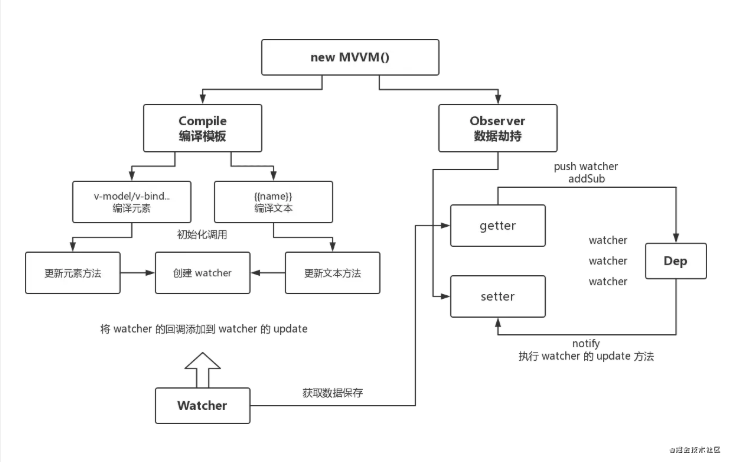 new MVVM()
Compile
编译模板
Observer
数据劫持
v-model/v-bind...
编译元素
{{name}}
编译文本
push watcher
addSub
getter
初始化调用
更新元素方法
创建 watcher
更新文本方法
watcher
watcher
watcher
Dep
setter
将 watcher 的回调添加到 watcher 的 update
notify
执行 watcher 的 update 方法
Watcher
获取数据保存
@掘金技术社区